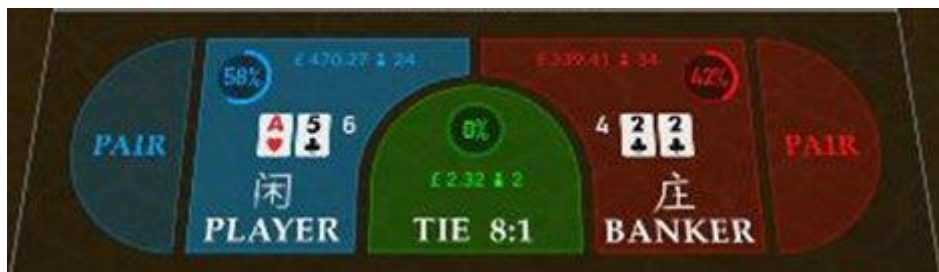 PAIR
58%
£ 470.27 24
A 5 6
闲
PLAYER
0%
£ 2.32 2
TIE 8:1
£ 339.41 34
42%
4 2 2
庄
BANKER
PAIR